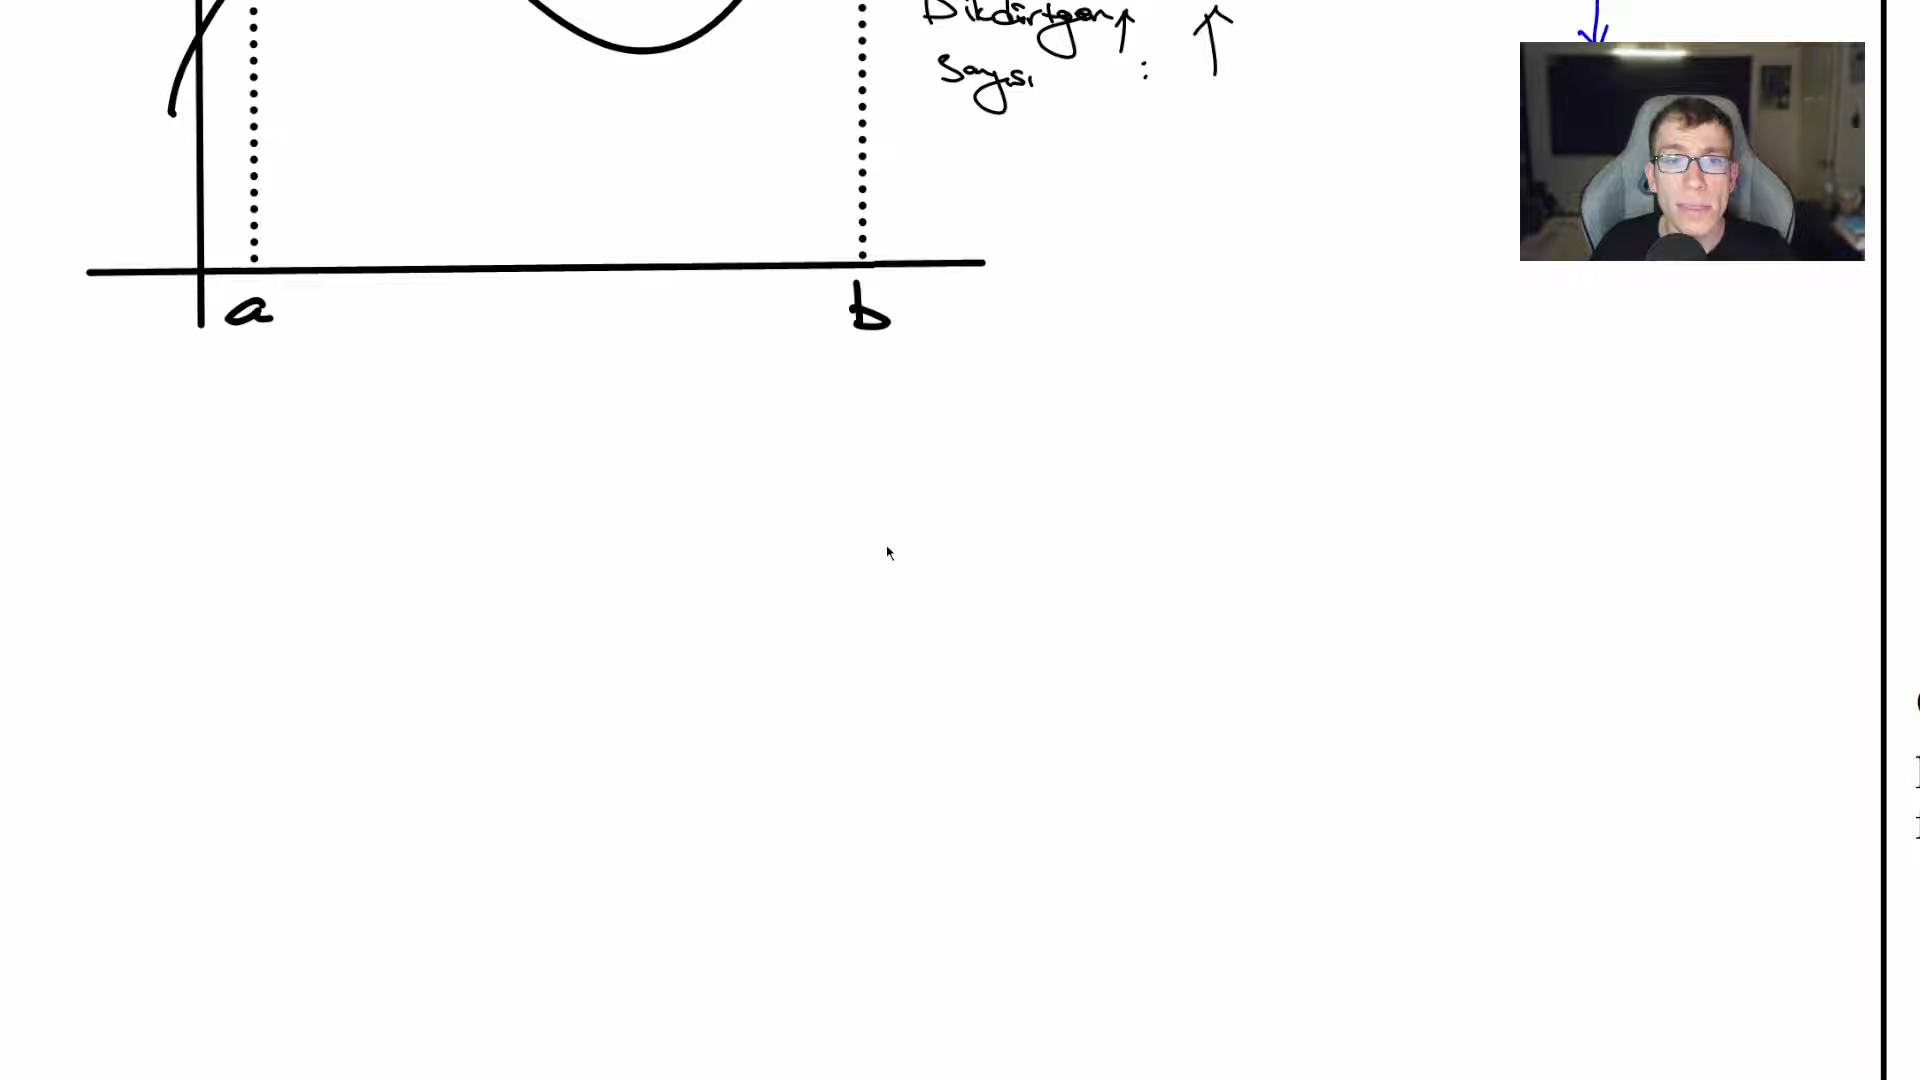 Dikdörtgen ↑ ↑
Sayısı :
a
b